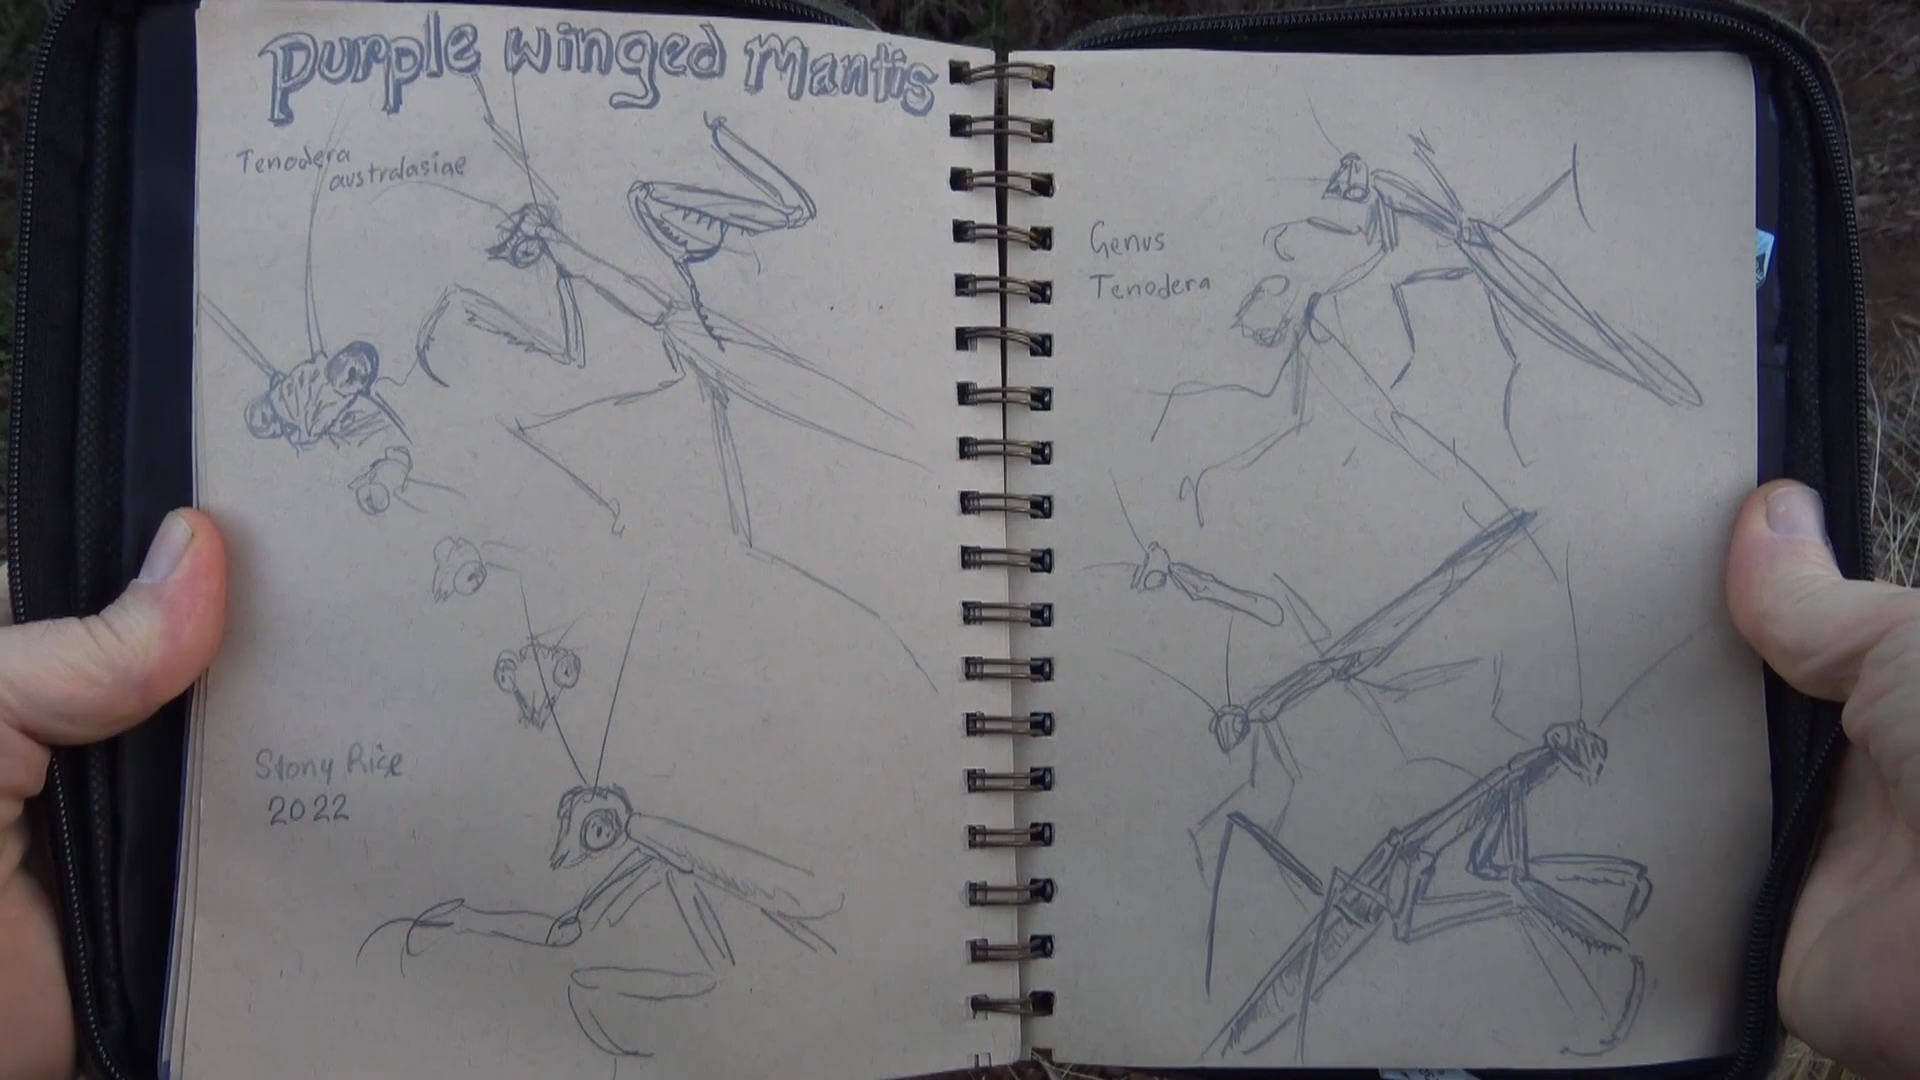 Purple winged Mantis
Tenodera
australasiae
Stony Rise
2022
Genus
Tenodera